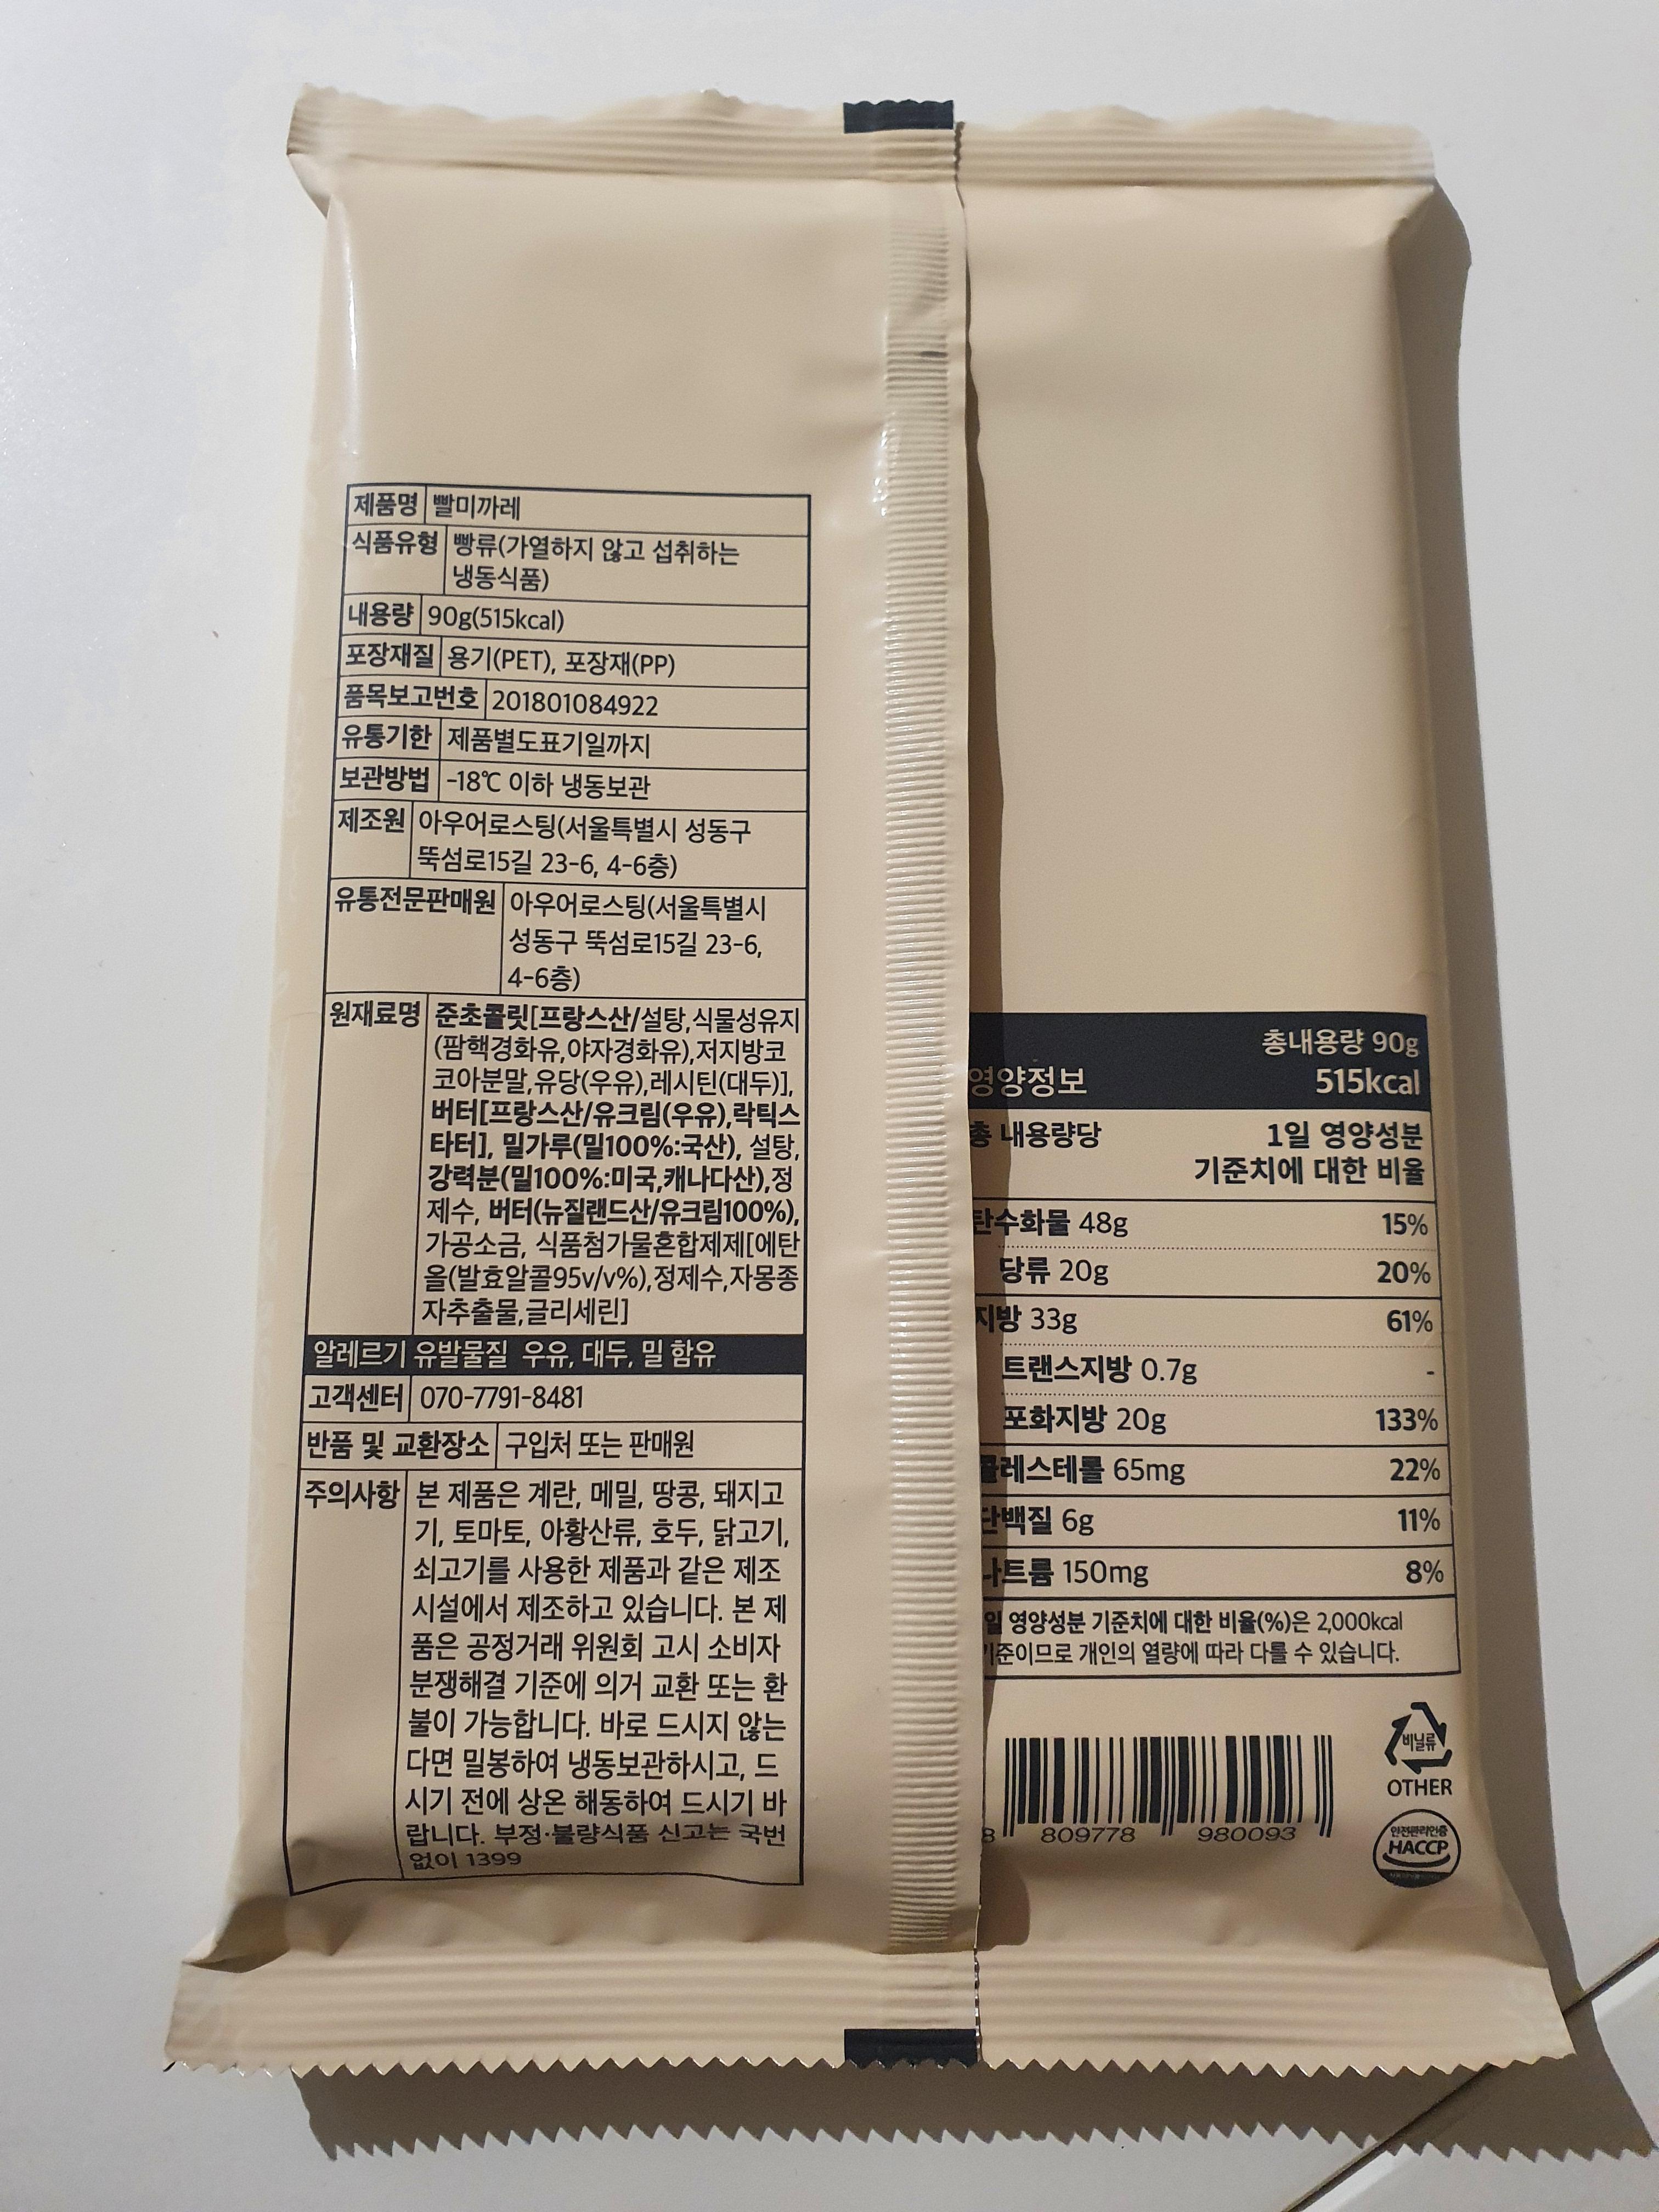 제품명 빨미까레
식품유형 빵류(가열하지 않고 섭취하는
냉동식품)
내용량 90g(515kcal)
포장재질 용기(PET), 포장재(PP)
품목보고번호 201801084922
유통기한 제품별도표기일까지
보관방법 -18℃ 이하 냉동보관
제조원 아우어로스팅(서울특별시 성동구
뚝섬로15길 23-6, 4-6층)
유통전문판매원 아우어로스팅(서울특별시
성동구 뚝섬로15길 23-6,
4-6층)
원재료명 준초콜릿[프랑스산/설탕,식물성유지
(팜핵경화유,야자경화유),저지방코
코아분말,유당(우유),레시틴(대두)],
버터[프랑스산/유크림(우유),락틱스
타터], 밀가루(밀100%:국산), 설탕,
강력분(밀100%:미국,캐나다산),정
제수, 버터(뉴질랜드산/유크림100%),
가공소금, 식품첨가물혼합제제[에탄
올(발효알콜95v/v%),정제수,자몽종
자추출물,글리세린]
알레르기 유발물질 우유, 대두, 밀 함유
고객센터 070-7791-8481
반품 및 교환장소 구입처 또는 판매원
주의사항 본 제품은 계란, 메밀, 땅콩, 돼지고
기, 토마토, 아황산류, 호두, 닭고기,
쇠고기를 사용한 제품과 같은 제조
시설에서 제조하고 있습니다. 본 제
품은 공정거래 위원회 고시 소비자
분쟁해결 기준에 의거 교환 또는 환
불이 가능합니다. 바로 드시지 않는
다면 밀봉하여 냉동보관하시고, 드
시기 전에 상온 해동하여 드시기 바
랍니다. 부정·불량식품 신고는 국번
없이 1399
총내용량 90g
영양정보 515kcal
총 내용량당 1일 영양성분
기준치에 대한 비율
탄수화물 48g 15%
당류 20g 20%
지방 33g 61%
트랜스지방 0.7g -
포화지방 20g 133%
콜레스테롤 65mg 22%
단백질 6g 11%
나트륨 150mg 8%
일 영양성분 기준치에 대한 비율(%)은 2,000kcal
기준이므로 개인의 열량에 따라 다를 수 있습니다.
8 809778 980093
비닐류
OTHER
안전관리인증
HACCP